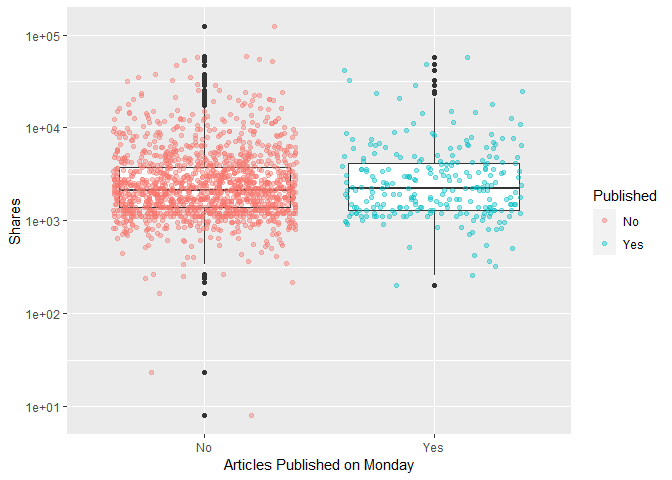 1e+05
1e+04
1e+03
1e+02
1e+01
Shares
No
Yes
Articles Published on Monday
Published
No
Yes